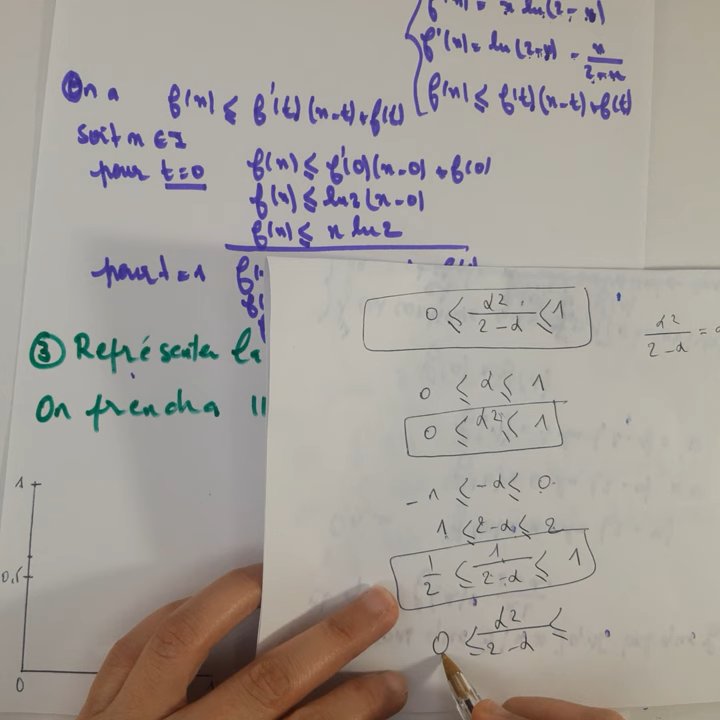 f'(x) = ln(2-x) - x/(2-x)
f(x) ≤ f'(t)(x-t)+f(t)
On a f(x) ≤ f'(t)(x-t)+f(t)
soit x ∈ I
pour t=0 f(x) ≤ f'(0)(x-0)+f(0)
f(x) ≤ ln2(x-0)
f(x) ≤ x ln2
pour t=1
③ Représenter la
On prendra ||
1
0,5
0
0 ≤ α²/(2-α) ≤ 1
α²/(2-α) =
0 ≤ α ≤ 1
0 ≤ α² ≤ 1
-1 ≤ -α ≤ 0
1 ≤ 2-α ≤ 2
1/2 ≤ 1/(2-α) ≤ 1
0 ≤ α²/(2-α) ≤